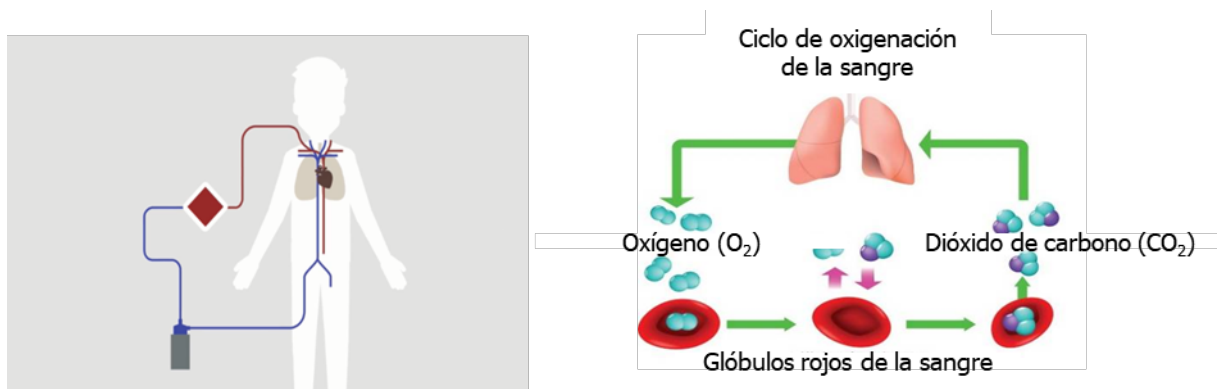 Ciclo de oxigenación
de la sangre
Oxígeno (O₂)
Dióxido de carbono (CO₂)
Glóbulos rojos de la sangre